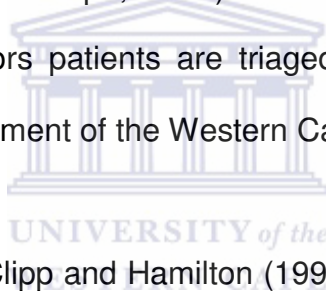 ors patients are triaged
ment of the Western Ca
UNIVERSITY of the
Clipp and Hamilton (199